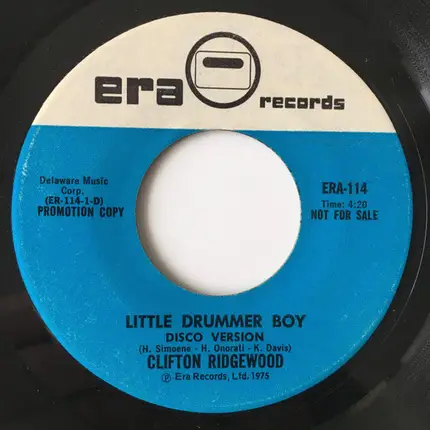 era records
Delaware Music
Corp.
(ER-114-1-D)
PROMOTION COPY
ERA-114
Time: 4:20
NOT FOR SALE
LITTLE DRUMMER BOY
DISCO VERSION
(H. Simoene - H. Onorati - K. Davis)
CLIFTON RIDGEWOOD
Ⓟ Era Records, Ltd. 1975